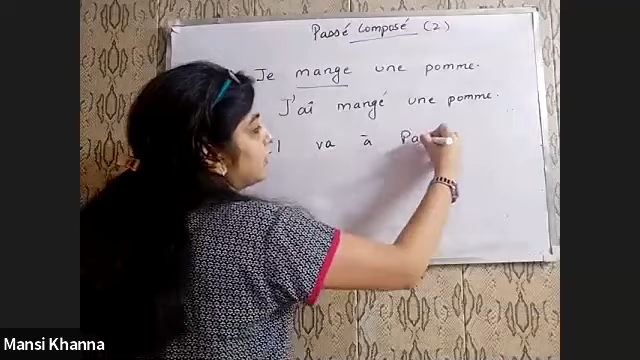 Passé Composé (2)
Je mange une pomme.
J'ai mangé une pomme.
va à
Mansi Khanna